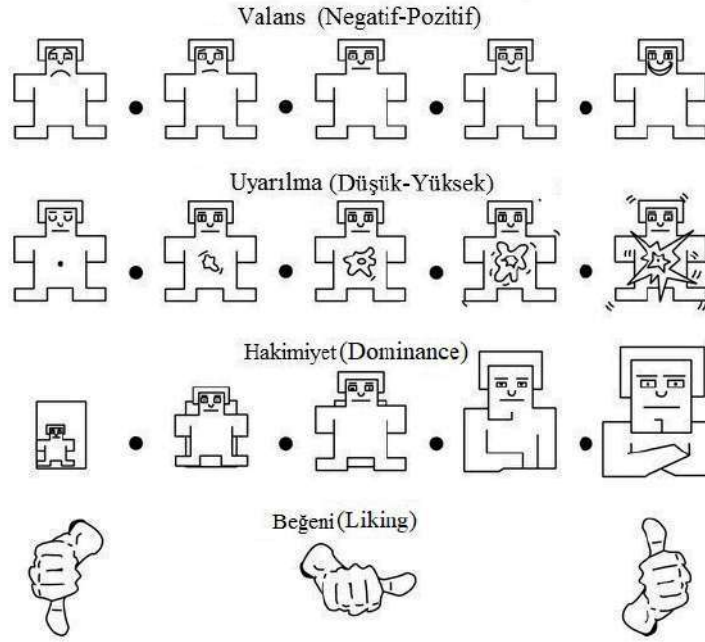 Valans (Negatif-Pozitif)
Uyarılma (Düşük-Yüksek)
Hakimiyet (Dominance)
Beğeni (Liking)